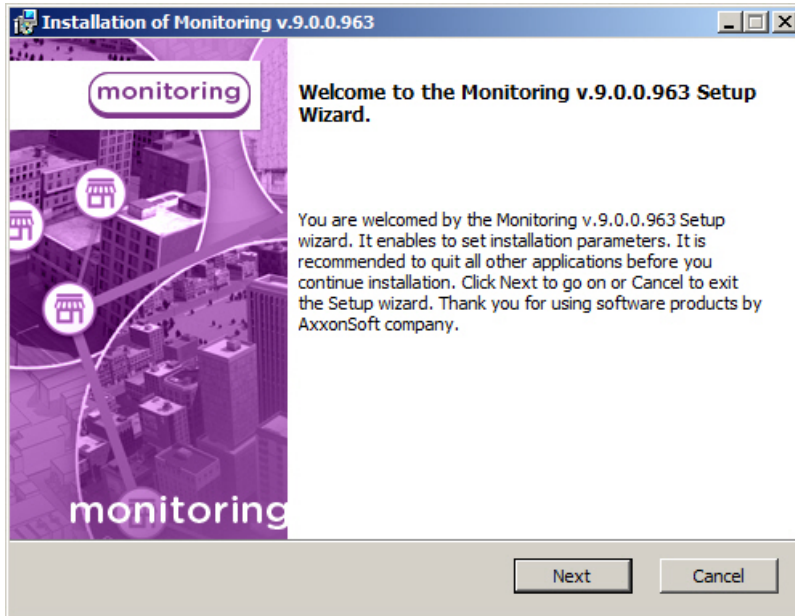 Installation of Monitoring v.9.0.0.963
monitoring
Welcome to the Monitoring v.9.0.0.963 Setup
Wizard.
You are welcomed by the Monitoring v.9.0.0.963 Setup
wizard. It enables to set installation parameters. It is
recommended to quit all other applications before you
continue installation. Click Next to go on or Cancel to exit
the Setup wizard. Thank you for using software products by
AxxonSoft company.
monitoring
Next
Cancel